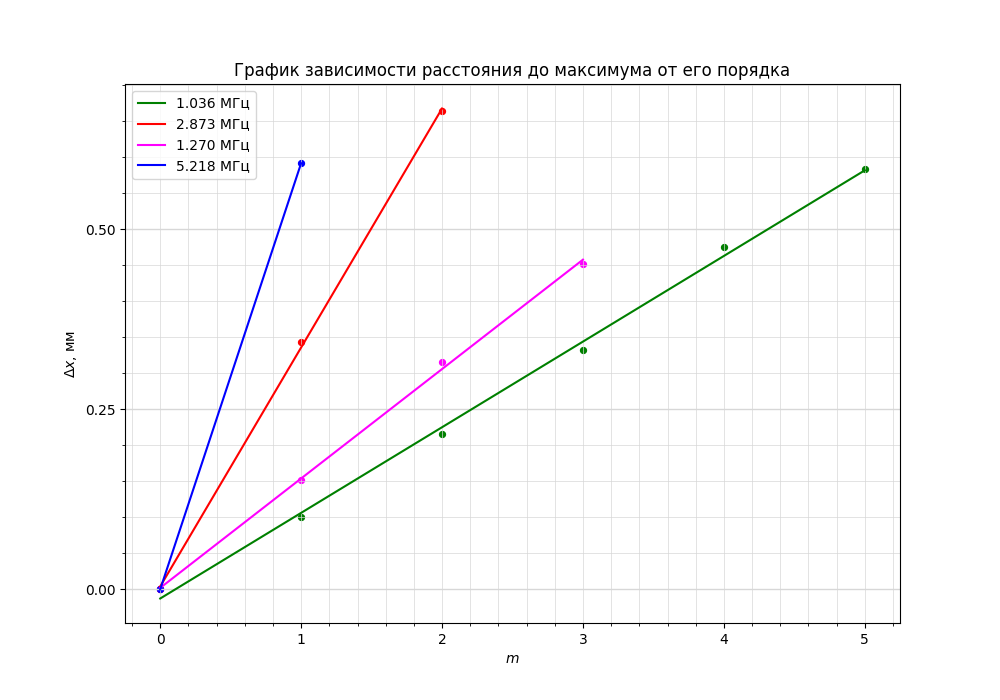 График зависимости расстояния до максимума от его порядка
1.036 МГц
2.873 МГц
1.270 МГц
5.218 МГц
0.50
0.25
0.00
Δx, мм
0 1 2 3 4 5
m